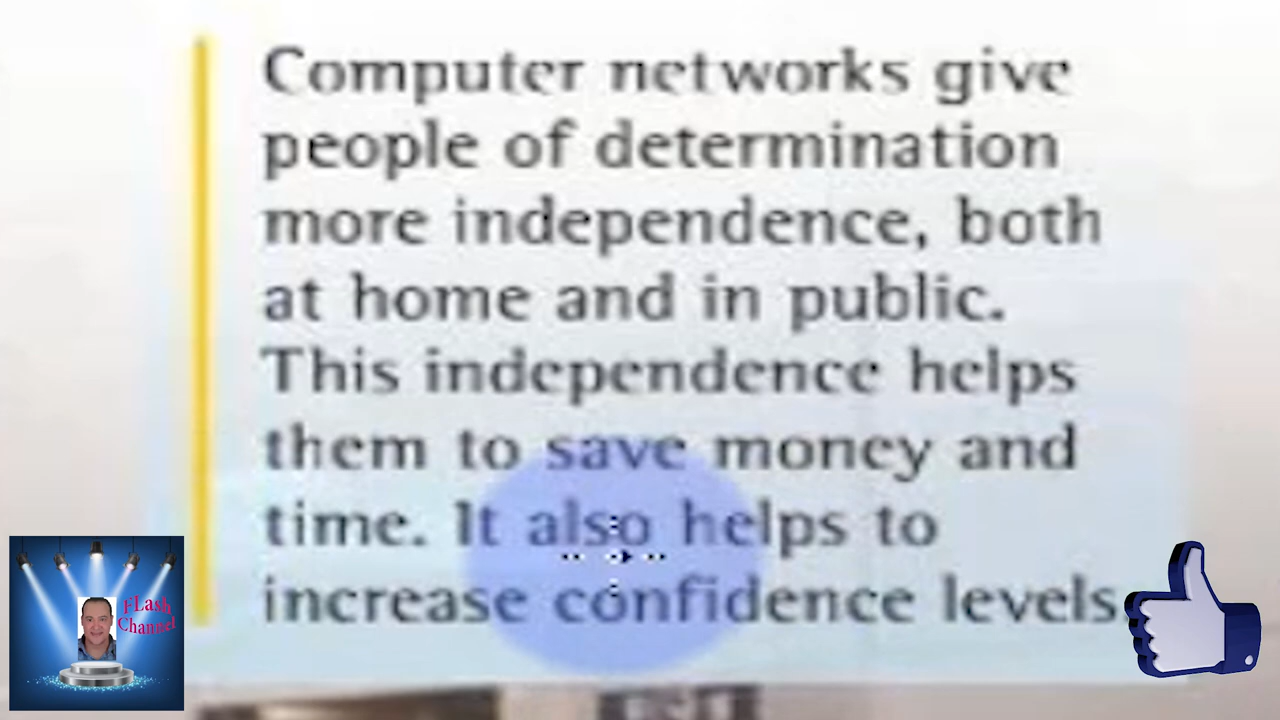 Computer networks give
people of determination
more independence, both
at home and in public.
This independence helps
them to save money and
time. It also helps to
increase confidence levels.
FLash
Channel